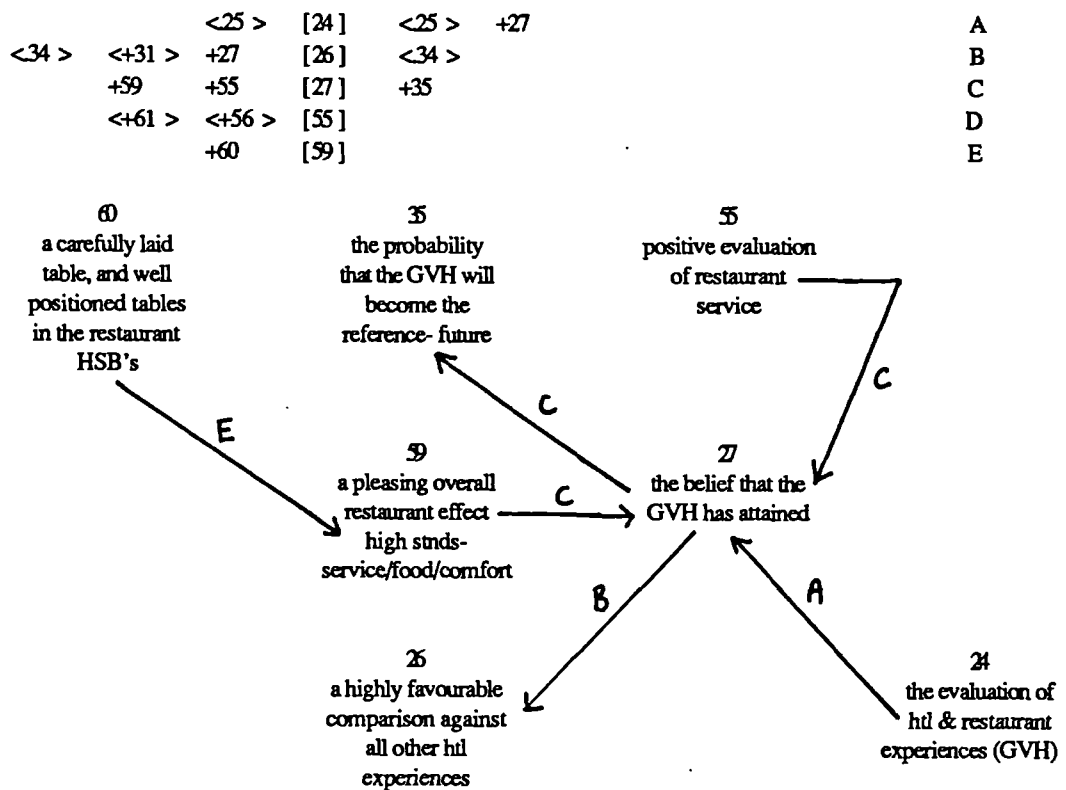 <25 > [24 ] <25 > +27 A
<34 > <+31 > +27 [26 ] <34 > B
+59 +55 [27 ] +35 C
<+61 > <+56 > [55 ] D
+60 [59 ] E
60
a carefully laid
table, and well
positioned tables
in the restaurant
HSB's
35
the probability
that the GVH will
become the
reference- future
55
positive evaluation
of restaurant
service
C
C
E
59
a pleasing overall
restaurant effect
high stnds-
service/food/comfort
C
27
the belief that the
GVH has attained
B
A
26
a highly favourable
comparison against
all other htl
experiences
24
the evaluation of
htl & restaurant
experiences (GVH)